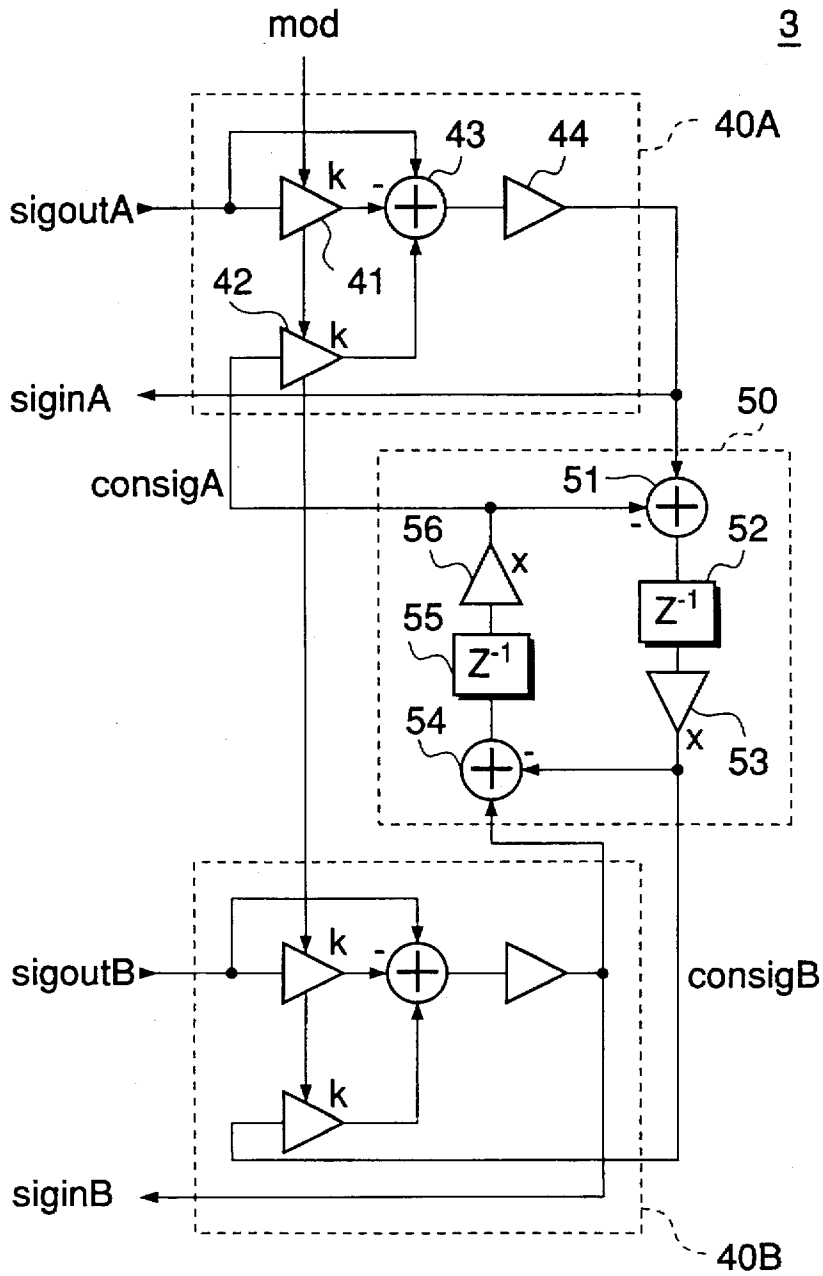 mod
3
40A
43
44
k
-
sigoutA
41
42
k
siginA
50
consigA
51
-
56
x
52
Z-1
55
Z-1
54
-
x
53
k
-
sigoutB
consigB
k
siginB
40B